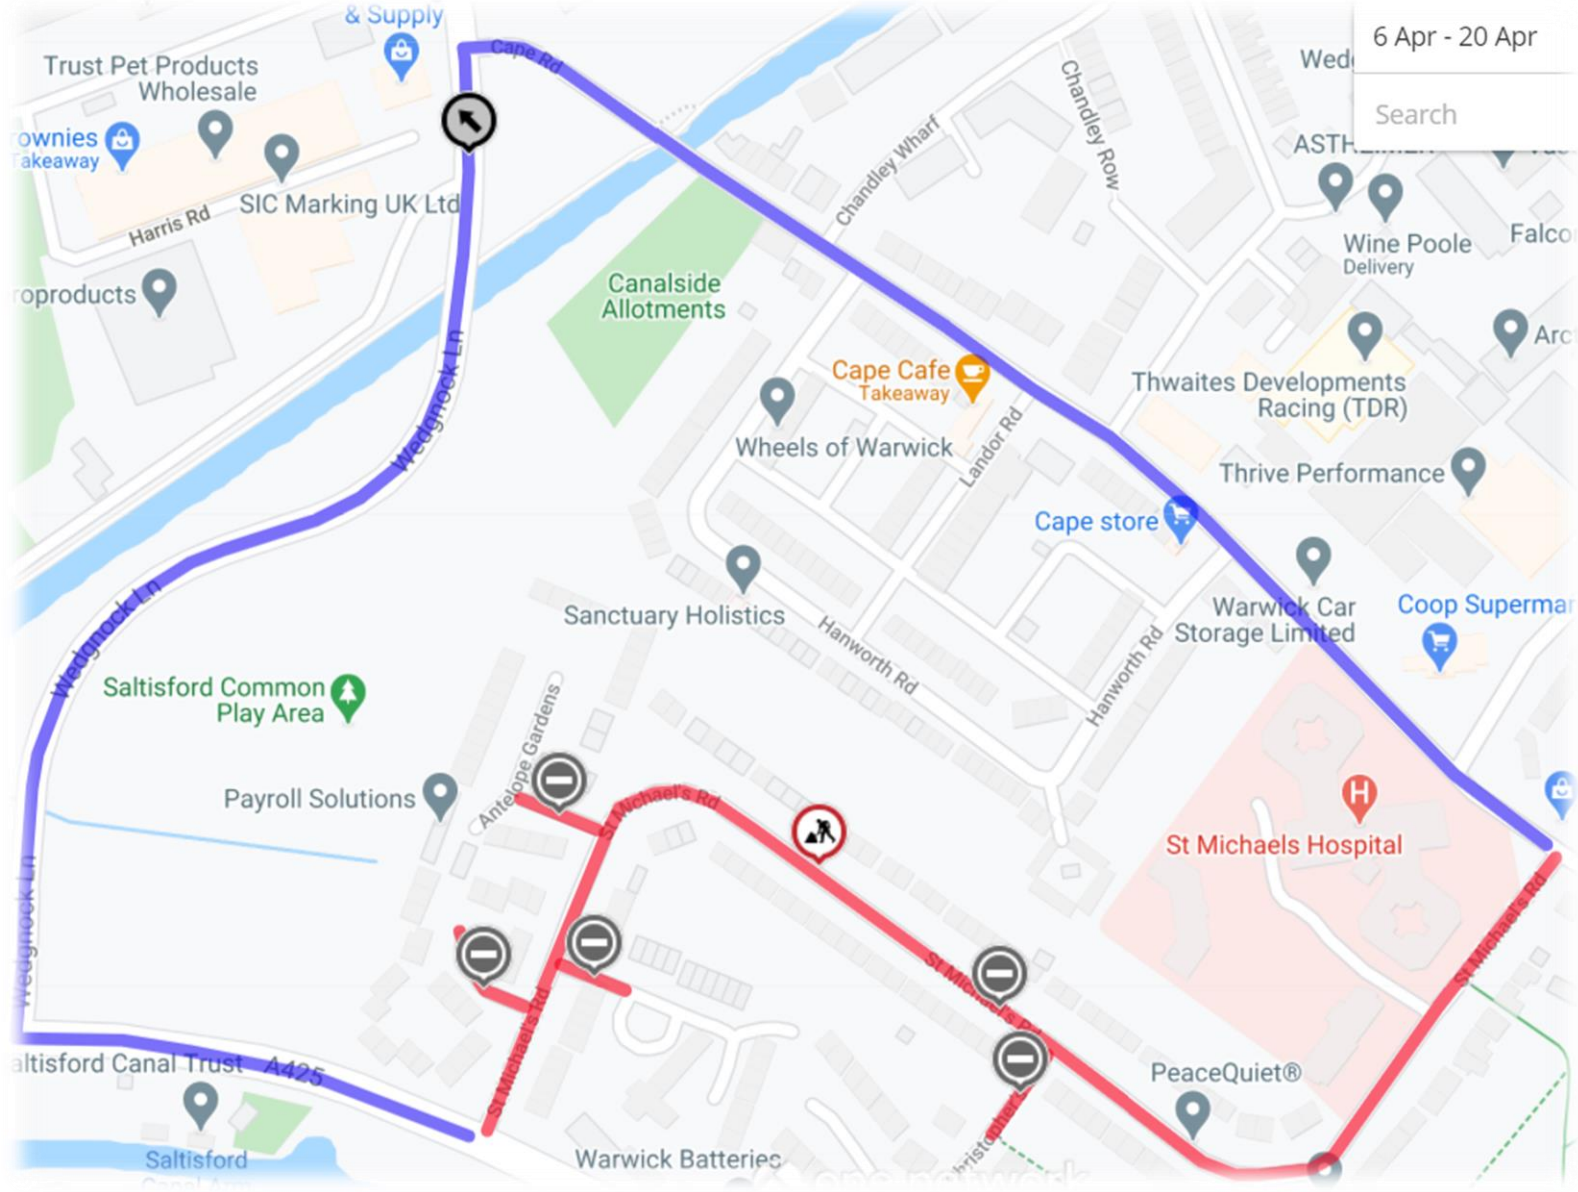 & Supply
6 Apr - 20 Apr
Search
Trust Pet Products
Wholesale
Cape Rd
Chandley Row
Chandley Wharf
ownies
Takeaway
SIC Marking UK Ltd
Harris Rd
Wine Poole
Delivery
Falco
roproducts
Canalside
Allotments
Arc
Wedgnock Ln
Cape Cafe
Takeaway
Thwaites Developments
Racing (TDR)
Wheels of Warwick
Landor Rd
Thrive Performance
Cape store
Wedgnock Ln
Sanctuary Holistics
Warwick Car
Storage Limited
Coop Supermar
Hanworth Rd
Hanworth Rd
Saltisford Common
Play Area
Antelope Gardens
Payroll Solutions
St Michael's Rd
St Michaels Hospital
H
Wedgnock Ln
St Michael's Rd
St Michael's Rd
St Michael's Rd
altisford Canal Trust
A425
PeaceQuiet®
Warwick Batteries
Saltisford